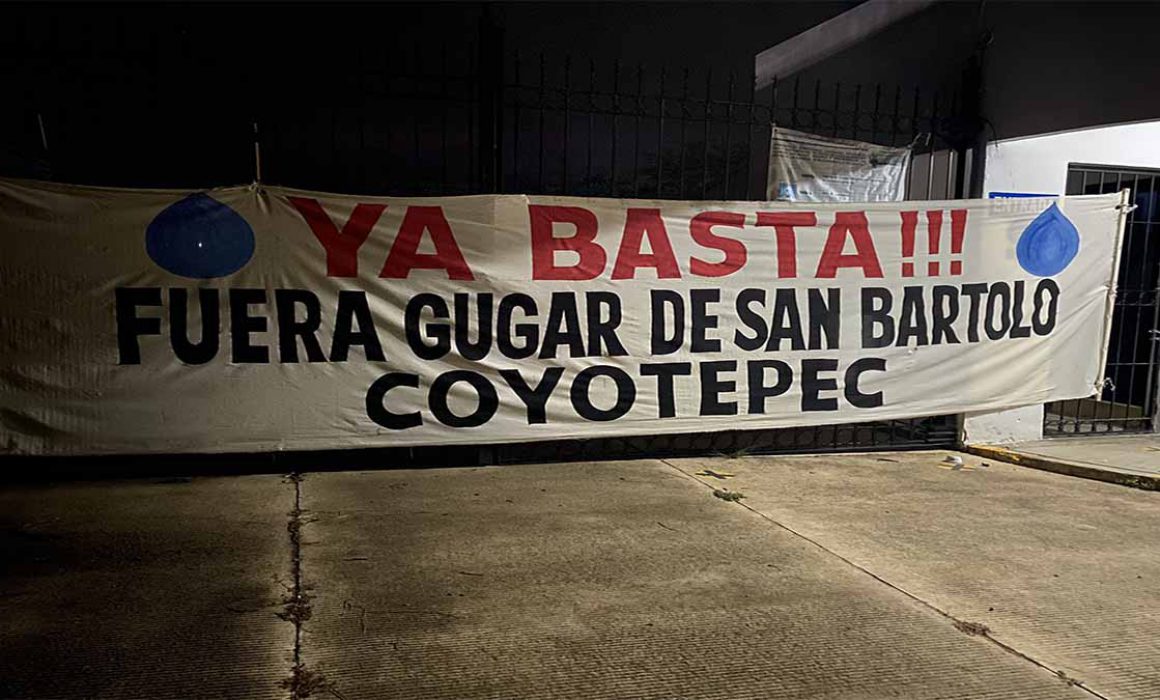 YA BASTA!!!
FUERA GUGAR DE SAN BARTOLO
COYOTEPEC